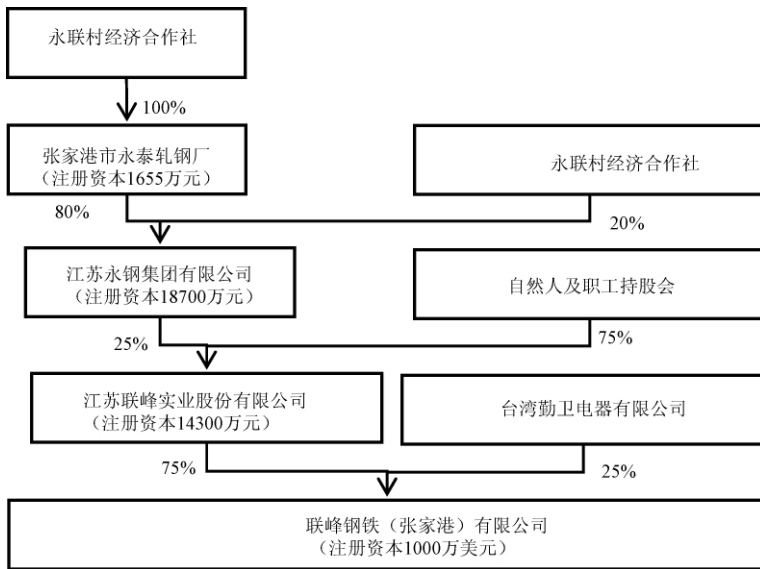 永联村经济合作社
100%
张家港市永泰轧钢厂
（注册资本1655万元）
永联村经济合作社
80%
20%
江苏永钢集团有限公司
（注册资本18700万元）
自然人及职工持股会
25%
75%
江苏联峰实业股份有限公司
（注册资本14300万元）
台湾勤卫电器有限公司
75%
25%
联峰钢铁（张家港）有限公司
（注册资本1000万美元）